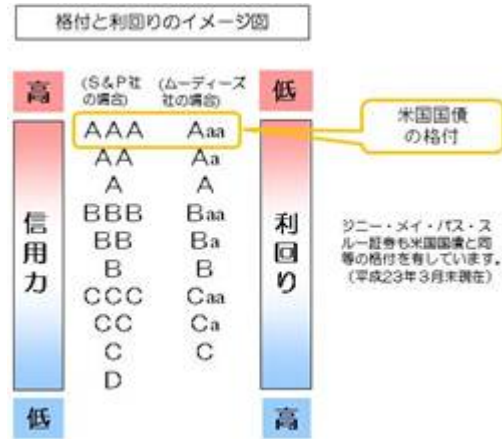 格付と利回りのイメージ図
高
(S&P社
の場合)
(ムーディーズ
社の場合)
低
AAA Aaa
AA Aa
A A
BBB Baa
BB Ba
B B
CCC Caa
CC Ca
C C
D
信用力
利回り
低
高
米国国債
の格付
ジニー・メイ・パス・ス
ルー証券も米国国債と同
等の格付を有しています。
(平成23年3月末現在)